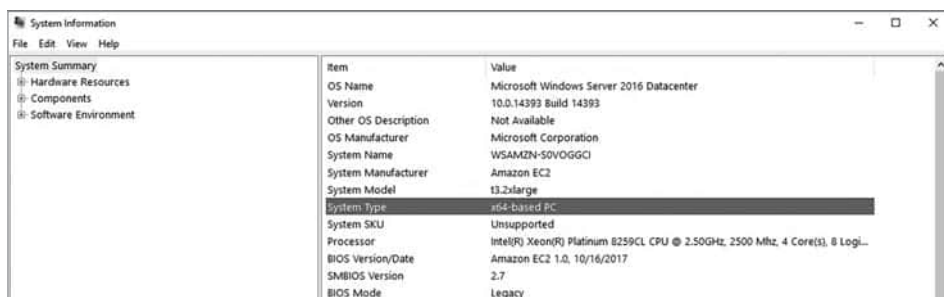 System Information
File Edit View Help
System Summary
Hardware Resources
Components
Software Environment
Item Value
OS Name Microsoft Windows Server 2016 Datacenter
Version 10.0.14393 Build 14393
Other OS Description Not Available
OS Manufacturer Microsoft Corporation
System Name WSAMZN-S0VOGGCI
System Manufacturer Amazon EC2
System Model t3.2xlarge
System Type x64-based PC
System SKU Unsupported
Processor Intel(R) Xeon(R) Platinum 8259CL CPU @ 2.50GHz, 2500 Mhz, 4 Core(s), 8 Logi...
BIOS Version/Date Amazon EC2 1.0, 10/16/2017
SMBIOS Version 2.7
BIOS Mode Legacy